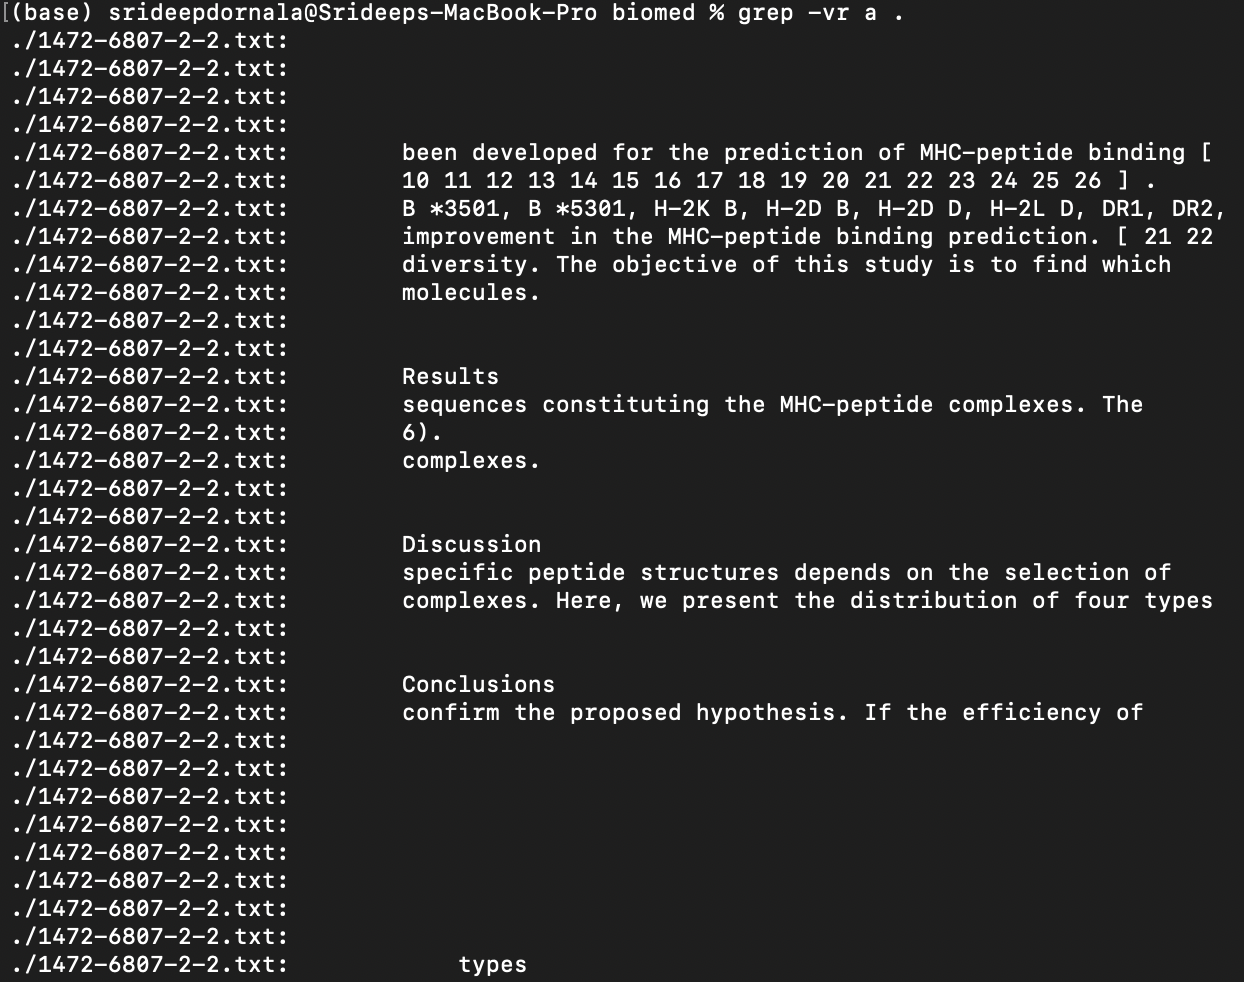 [(base) srideepdornala@Srideeps-MacBook-Pro biomed % grep -vr a .
./1472-6807-2-2.txt:
./1472-6807-2-2.txt:
./1472-6807-2-2.txt:
./1472-6807-2-2.txt:
./1472-6807-2-2.txt:        been developed for the prediction of MHC-peptide binding [
./1472-6807-2-2.txt:        10 11 12 13 14 15 16 17 18 19 20 21 22 23 24 25 26 ] .
./1472-6807-2-2.txt:        B *3501, B *5301, H-2K B, H-2D B, H-2D D, H-2L D, DR1, DR2,
./1472-6807-2-2.txt:        improvement in the MHC-peptide binding prediction. [ 21 22
./1472-6807-2-2.txt:        diversity. The objective of this study is to find which
./1472-6807-2-2.txt:        molecules.
./1472-6807-2-2.txt:
./1472-6807-2-2.txt:
./1472-6807-2-2.txt:        Results
./1472-6807-2-2.txt:        sequences constituting the MHC-peptide complexes. The
./1472-6807-2-2.txt:        6).
./1472-6807-2-2.txt:        complexes.
./1472-6807-2-2.txt:
./1472-6807-2-2.txt:
./1472-6807-2-2.txt:        Discussion
./1472-6807-2-2.txt:        specific peptide structures depends on the selection of
./1472-6807-2-2.txt:        complexes. Here, we present the distribution of four types
./1472-6807-2-2.txt:
./1472-6807-2-2.txt:
./1472-6807-2-2.txt:        Conclusions
./1472-6807-2-2.txt:        confirm the proposed hypothesis. If the efficiency of
./1472-6807-2-2.txt:
./1472-6807-2-2.txt:
./1472-6807-2-2.txt:
./1472-6807-2-2.txt:
./1472-6807-2-2.txt:
./1472-6807-2-2.txt:
./1472-6807-2-2.txt:
./1472-6807-2-2.txt:
./1472-6807-2-2.txt:            types